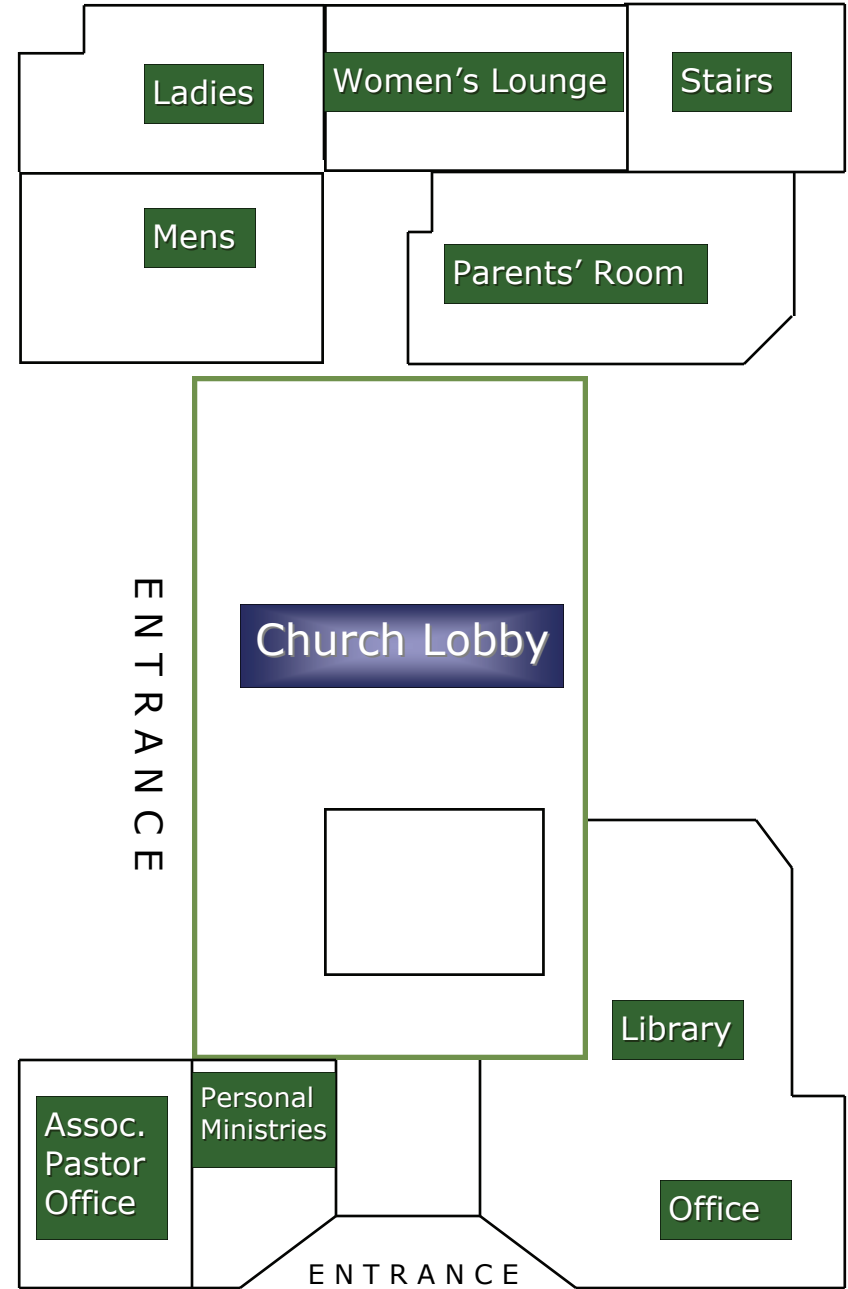 Ladies
Women’s Lounge
Stairs
Mens
Parents’ Room
ENTRANCE
Church Lobby
Library
Personal
Ministries
Assoc.
Pastor
Office
Office
ENTRANCE